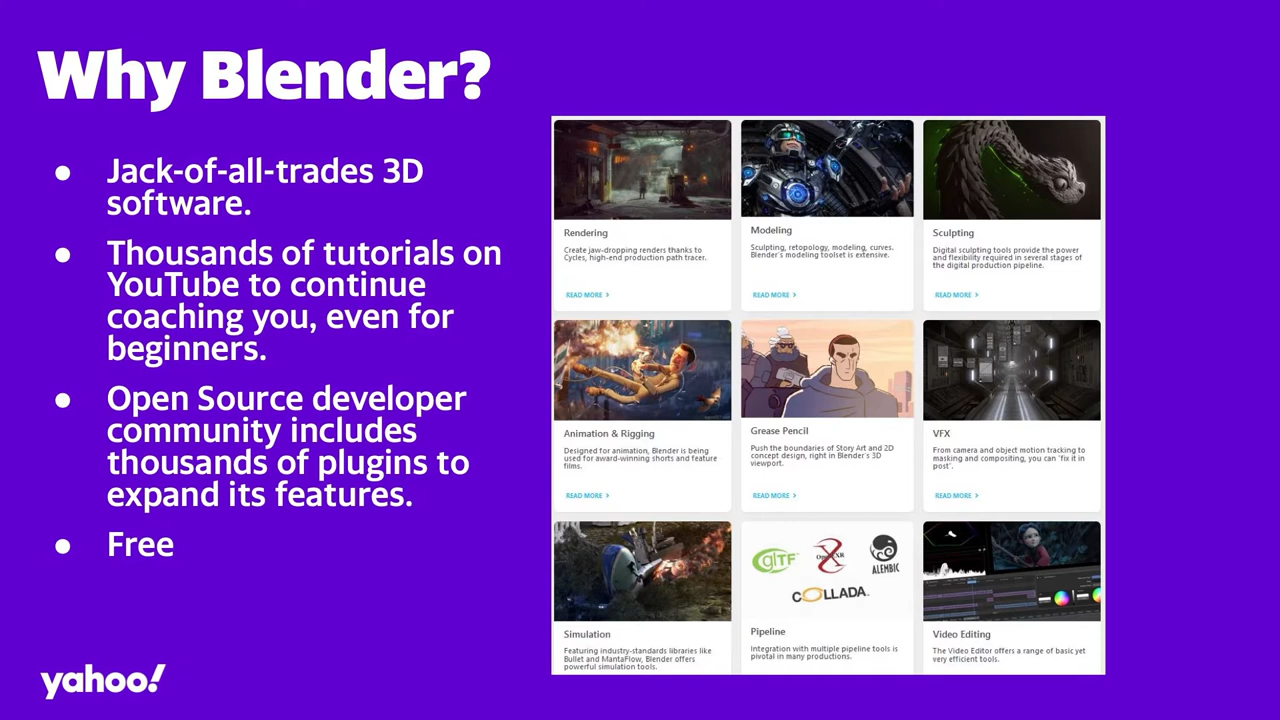 Why Blender?
● Jack-of-all-trades 3D
software.
● Thousands of tutorials on
YouTube to continue
coaching you, even for
beginners.
● Open Source developer
community includes
thousands of plugins to
expand its features.
● Free
Rendering
Create jaw-dropping renders thanks to
Cycles, high-end production path tracer.
READ MORE >
Modeling
Sculpting, retopology, modeling, curves.
Blender's modeling toolset is extensive.
READ MORE >
Sculpting
Digital sculpting tools provide the power
and flexibility required in several stages of
the digital production pipeline.
READ MORE >
Animation & Rigging
Designed for animation, Blender is being
used for award-winning shorts and feature
films.
READ MORE >
Grease Pencil
Push the boundaries of Story Art and 2D
concept design, right in Blender's 3D
viewport.
READ MORE >
VFX
From camera and object motion tracking to
masking and compositing, you can "fix it in
post".
READ MORE >
Simulation
Featuring industry-standards libraries like
Bullet and MantaFlow, Blender offers
powerful simulation tools.
glTF
OpenEXR
ALEMBIC
COLLADA
Pipeline
Integration with multiple pipeline tools is
pivotal in many productions.
Video Editing
The Video Editor offers a range of basic yet
very efficient tools.
yahoo!